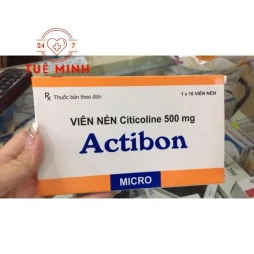 24 7
TUỆ MINH
Rx Thuốc bán theo đơn
1 x 10 VIÊN NÉN
VIÊN NÉN Citicoline 500 mg
Actibon
MICRO